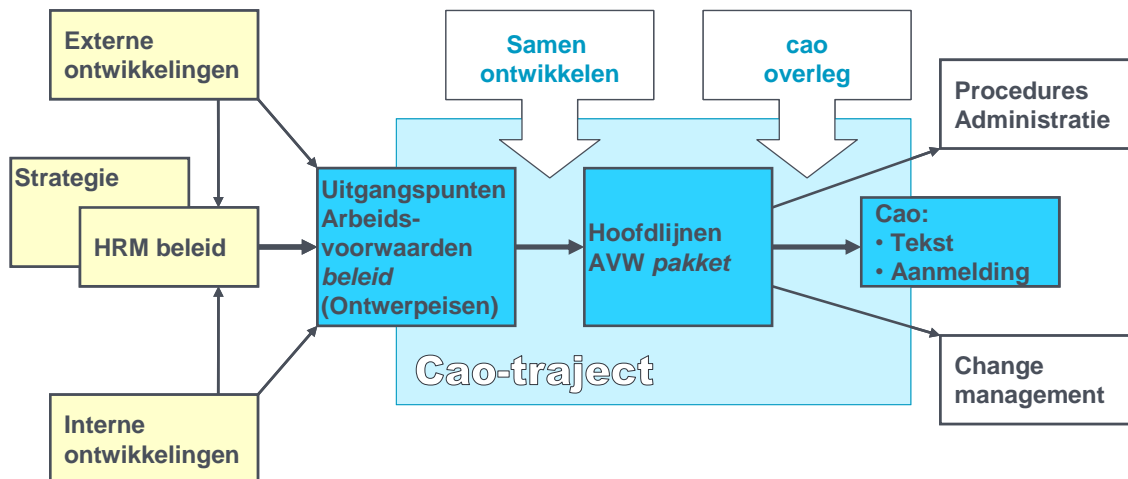 Externe
ontwikkelingen
Samen
ontwikkelen
cao
overleg
Procedures
Administratie
Strategie
HRM beleid
Uitgangspunten
Arbeids-
voorwaarden
beleid
(Ontwerpeisen)
Hoofdlijnen
AVW pakket
Cao:
• Tekst
• Aanmelding
Cao-traject
Change
management
Interne
ontwikkelingen